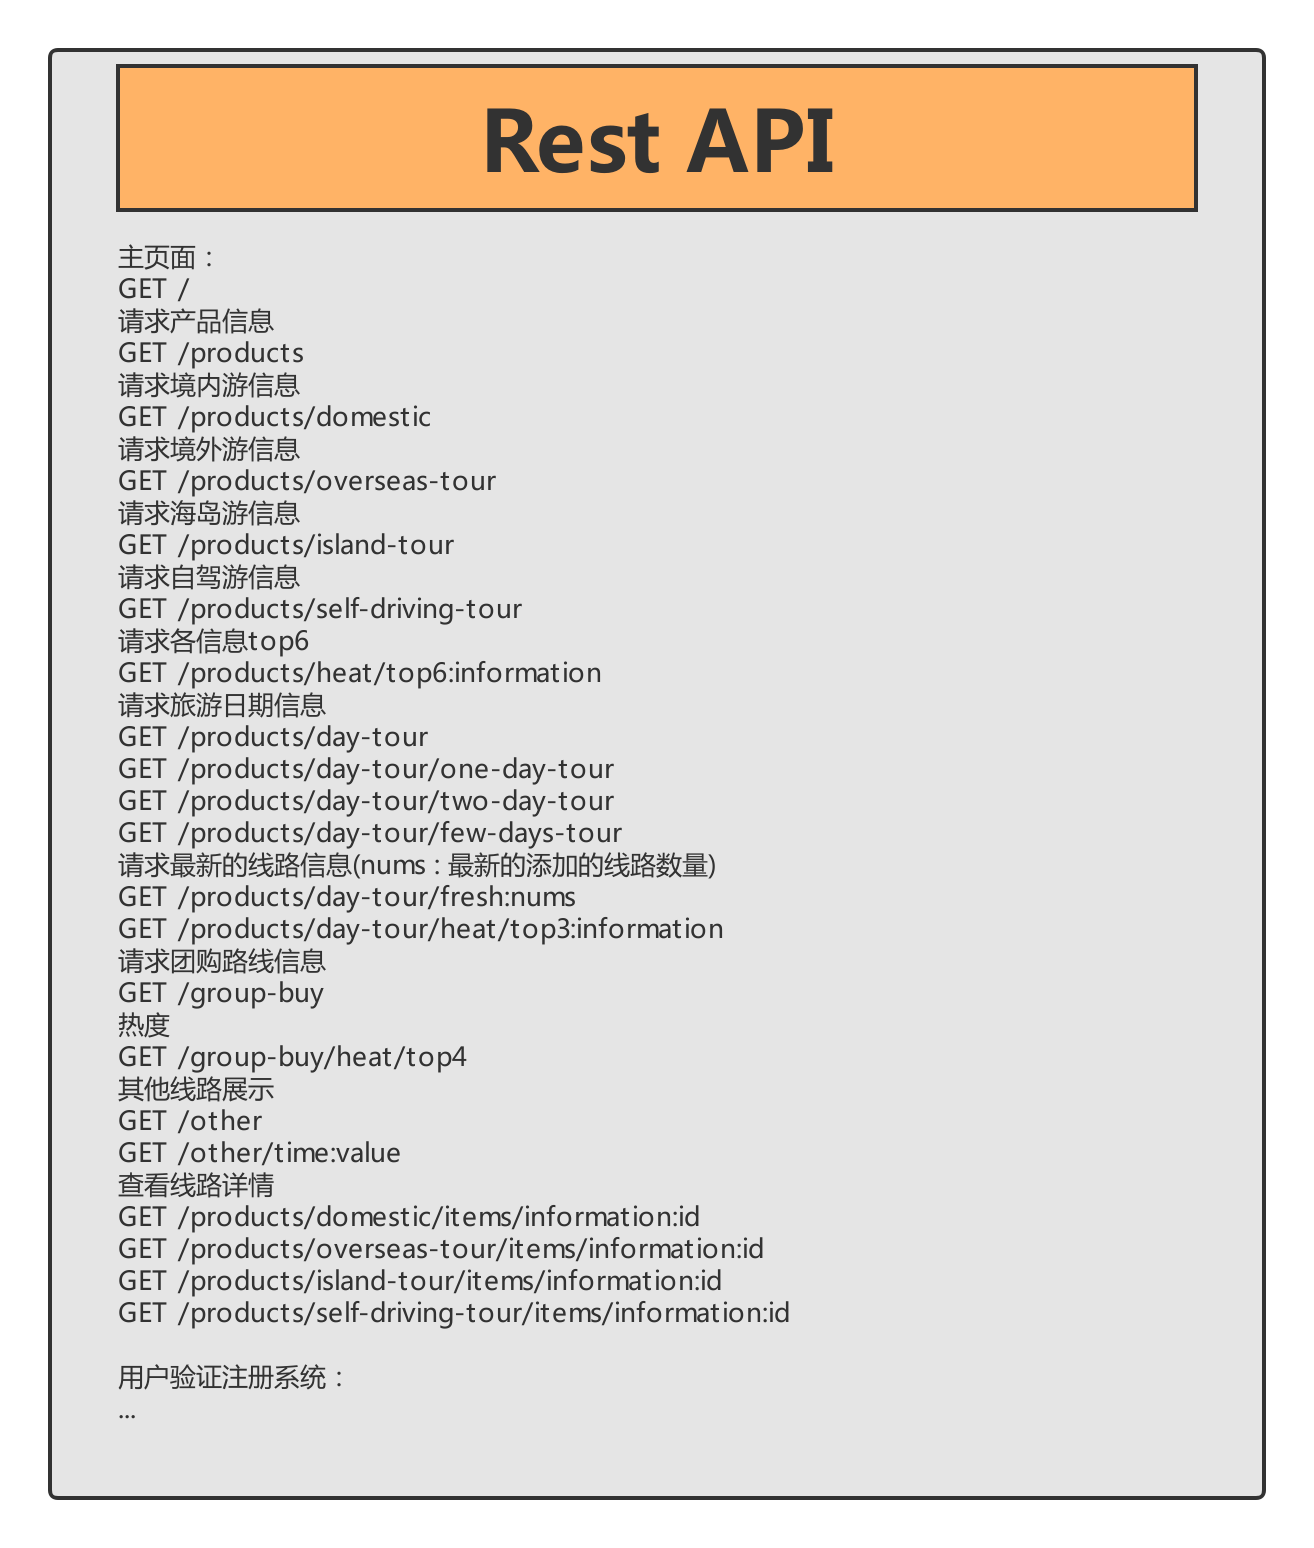 Rest API
主页面：
GET /
请求产品信息
GET /products
请求境内游信息
GET /products/domestic
请求境外游信息
GET /products/overseas-tour
请求海岛游信息
GET /products/island-tour
请求自驾游信息
GET /products/self-driving-tour
请求各信息top6
GET /products/heat/top6:information
请求旅游日期信息
GET /products/day-tour
GET /products/day-tour/one-day-tour
GET /products/day-tour/two-day-tour
GET /products/day-tour/few-days-tour
请求最新的线路信息(nums：最新的添加的线路数量)
GET /products/day-tour/fresh:nums
GET /products/day-tour/heat/top3:information
请求团购路线信息
GET /group-buy
热度
GET /group-buy/heat/top4
其他线路展示
GET /other
GET /other/time:value
查看线路详情
GET /products/domestic/items/information:id
GET /products/overseas-tour/items/information:id
GET /products/island-tour/items/information:id
GET /products/self-driving-tour/items/information:id
用户验证注册系统：
...